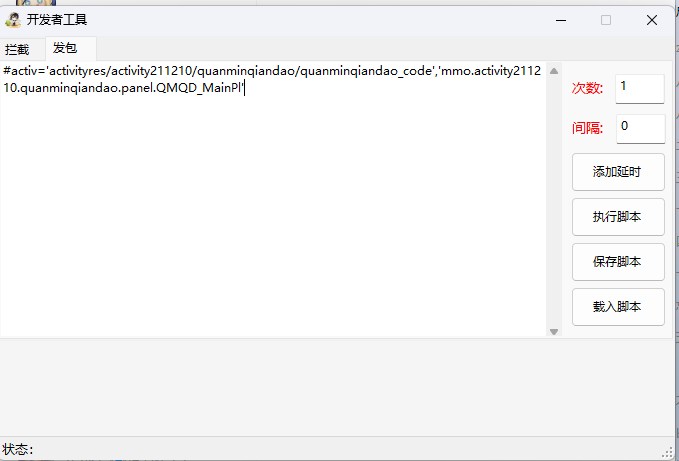 开发者工具
拦截
发包
#activ='activityres/activity211210/quanminqiandao/quanminqiandao_code','mmo.activity2112
10.quanminqiandao.panel.QMQD_MainPl'
次数:
1
间隔:
0
添加延时
执行脚本
保存脚本
载入脚本
状态: